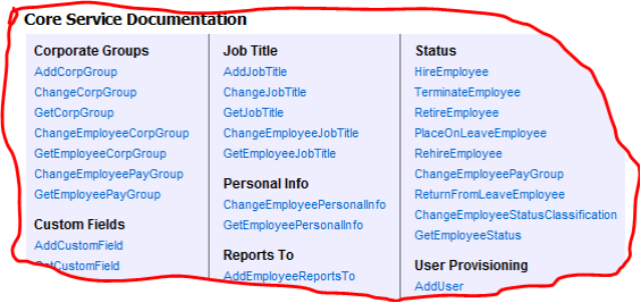 Core Service Documentation
Corporate Groups
AddCorpGroup
ChangeCorpGroup
GetCorpGroup
ChangeEmployeeCorpGroup
GetEmployeeCorpGroup
ChangeEmployeePayGroup
GetEmployeePayGroup
Custom Fields
AddCustomField
GetCustomField
Job Title
AddJobTitle
ChangeJobTitle
GetJobTitle
ChangeEmployeeJobTitle
GetEmployeeJobTitle
Personal Info
ChangeEmployeePersonalInfo
GetEmployeePersonalInfo
Reports To
AddEmployeeReportsTo
Status
HireEmployee
TerminateEmployee
RetireEmployee
PlaceOnLeaveEmployee
RehireEmployee
ChangeEmployeePayGroup
ReturnFromLeaveEmployee
ChangeEmployeeStatusClassification
GetEmployeeStatus
User Provisioning
AddUser